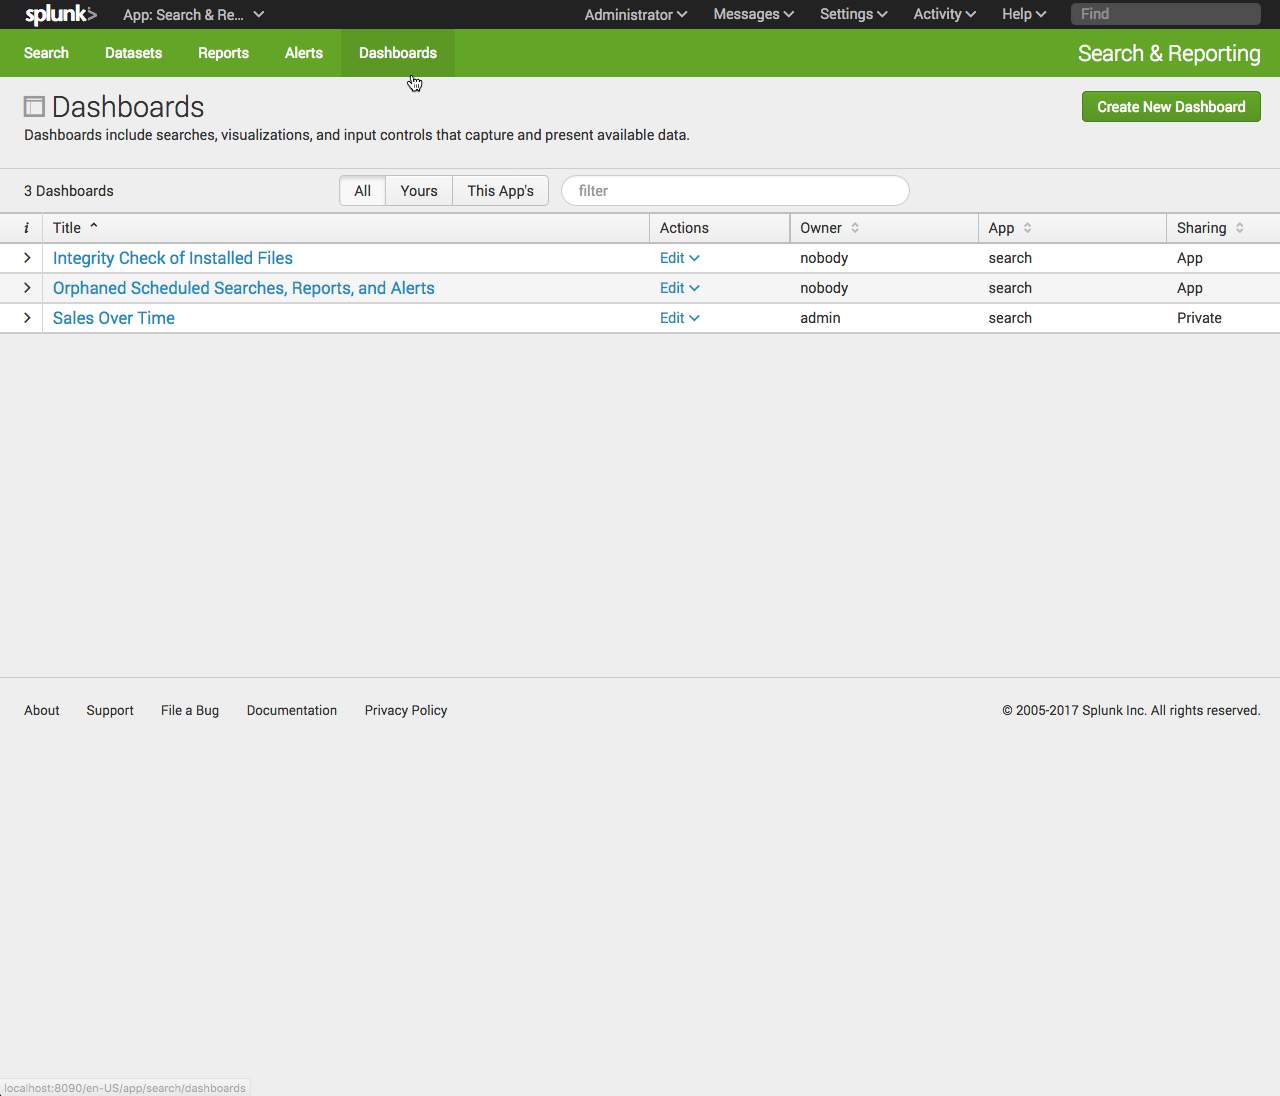 splunk> App: Search & Re... Administrator Messages Settings Activity Help Find
Search Datasets Reports Alerts Dashboards Search & Reporting
Dashboards Create New Dashboard
Dashboards include searches, visualizations, and input controls that capture and present available data.
3 Dashboards All Yours This App's filter
i Title Actions Owner App Sharing
Integrity Check of Installed Files Edit nobody search App
Orphaned Scheduled Searches, Reports, and Alerts Edit nobody search App
Sales Over Time Edit admin search Private
About Support File a Bug Documentation Privacy Policy © 2005-2017 Splunk Inc. All rights reserved.
localhost:8090/en-US/app/search/dashboards